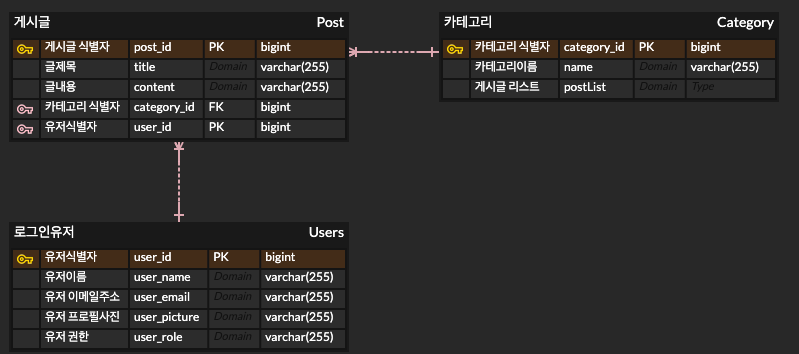 게시글 Post
게시글 식별자 post_id PK bigint
글제목 title Domain varchar(255)
글내용 content Domain varchar(255)
카테고리 식별자 category_id FK bigint
유저식별자 user_id PK bigint
카테고리 Category
카테고리 식별자 category_id PK bigint
카테고리이름 name Domain varchar(255)
게시글 리스트 postList Domain Type
로그인유저 Users
유저식별자 user_id PK bigint
유저이름 user_name Domain varchar(255)
유저 이메일주소 user_email Domain varchar(255)
유저 프로필사진 user_picture Domain varchar(255)
유저 권한 user_role Domain varchar(255)